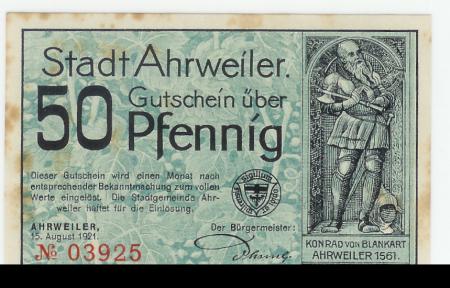 Stadt Ahrweiler.
50
Gutschein über
Pfennig
Dieser Gutschein wird einen Monat nach
entsprechender Bekanntmachung zum vollen
Werte eingelöst. Die Stadtgemeinde Ahr-
weiler haftet für die Einlösung.
AHRWEILER,
15. August 1921.
Der Bürgermeister:
№ 03925
KONRAD VON BLANKART
AHRWEILER 1561.